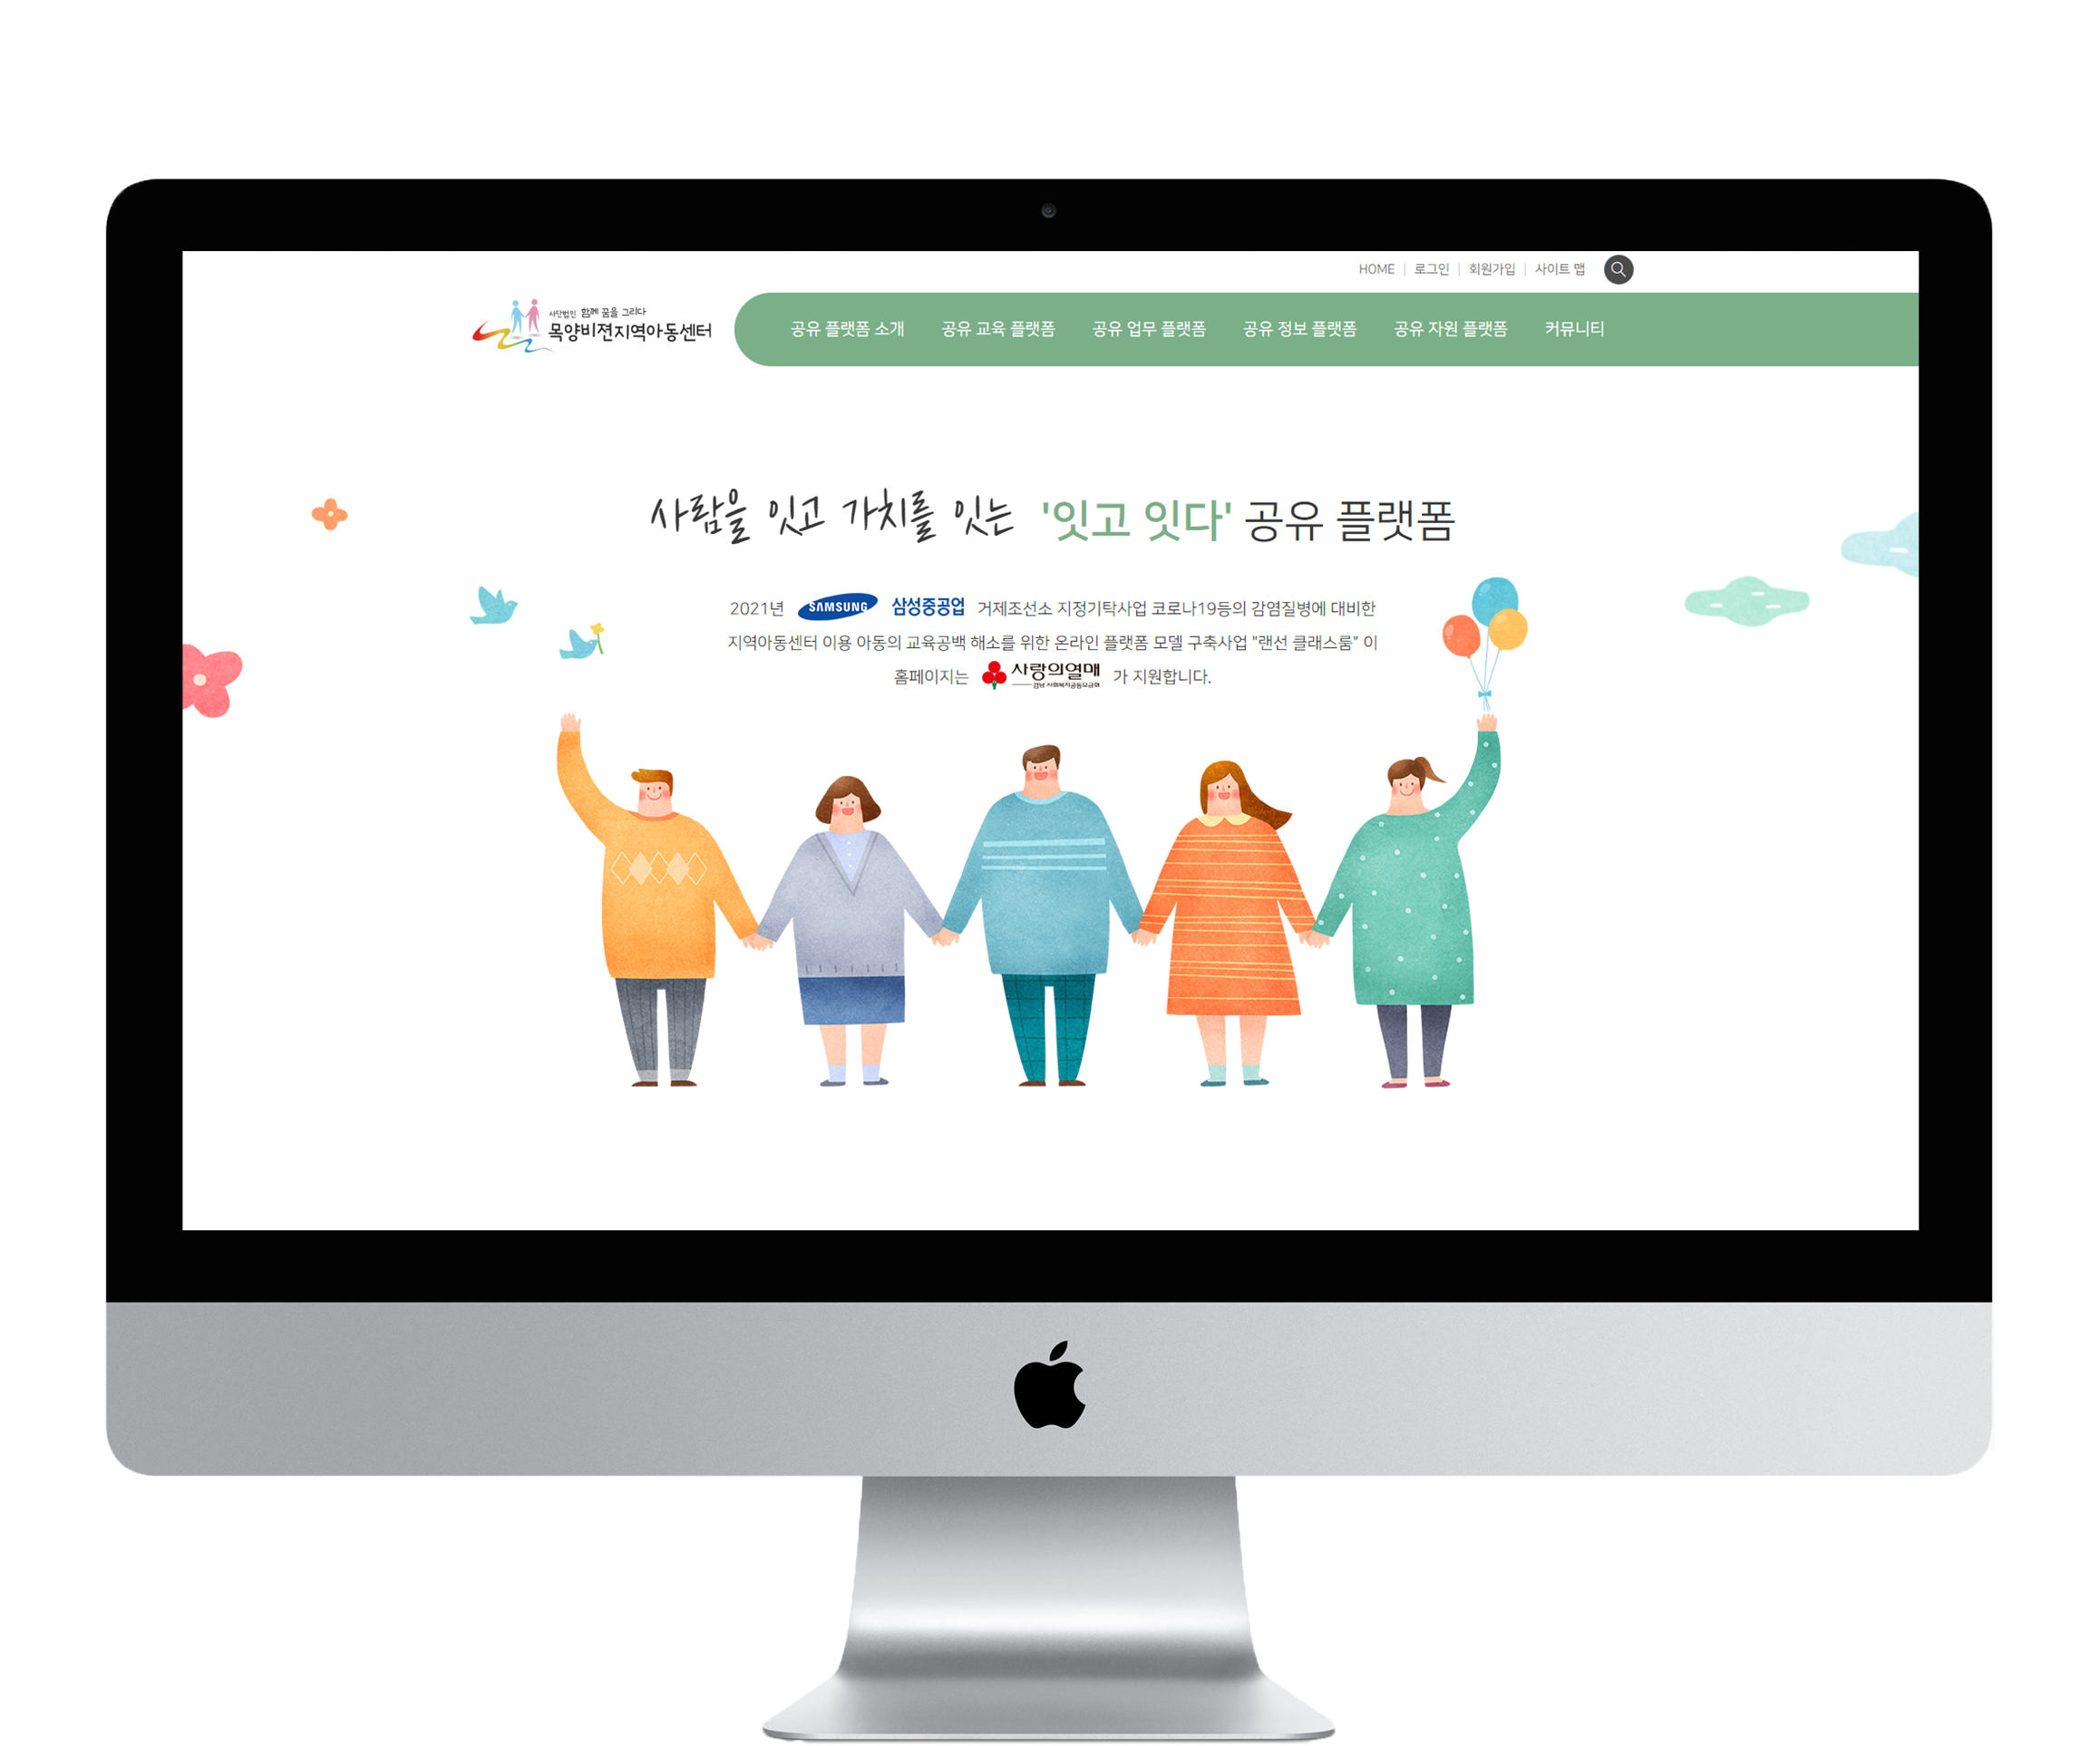 HOME | 로그인 | 회원가입 | 사이트 맵
사단법인 함께 꿈을 그리다
목양비젼지역아동센터
공유 플랫폼 소개 공유 교육 플랫폼 공유 업무 플랫폼 공유 정보 플랫폼 공유 자원 플랫폼 커뮤니티
사람을 잇고 가치를 잇는 '잇고 잇다' 공유 플랫폼
2021년 SAMSUNG 삼성중공업 거제조선소 지정기탁사업 코로나19등의 감염질병에 대비한
지역아동센터 이용 아동의 교육공백 해소를 위한 온라인 플랫폼 모델 구축사업 "랜선 클래스룸" 이
홈페이지는 사랑의열매 가 지원합니다.
경남 사회복지공동모금회